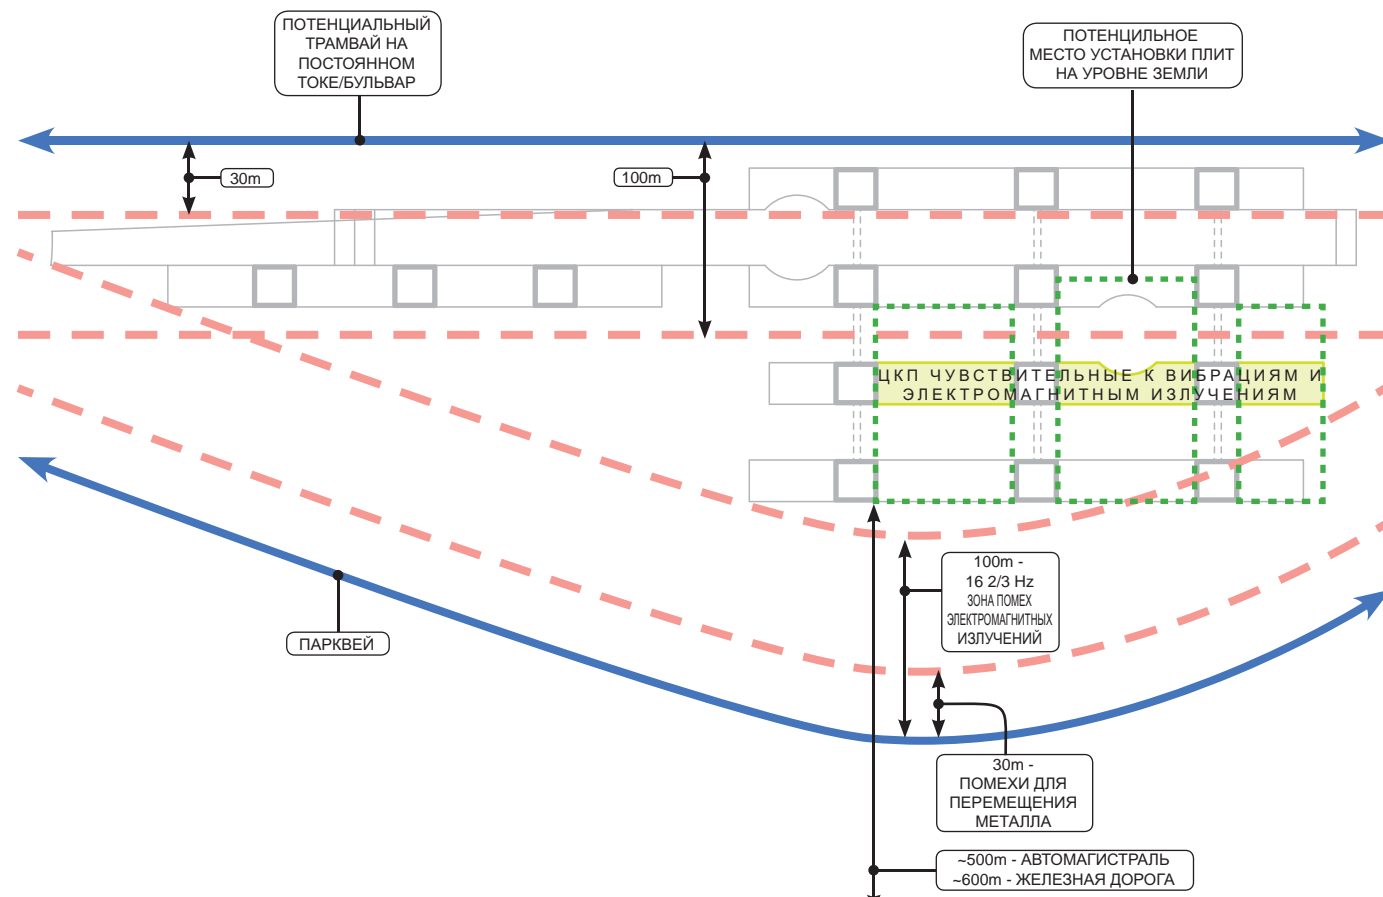 ПОТЕНЦИАЛЬНЫЙ
ТРАМВАЙ НА
ПОСТОЯННОМ
ТОКЕ/БУЛЬВАР
ПОТЕНЦИЛЬНОЕ
МЕСТО УСТАНОВКИ ПЛИТ
НА УРОВНЕ ЗЕМЛИ
30m
100m
ЦКП ЧУВСТВИТЕЛЬНЫЕ К ВИБРАЦИЯМ И
ЭЛЕКТРОМАГНИТНЫМ ИЗЛУЧЕНИЯМ
100m -
16 2/3 Hz
ЗОНА ПОМЕХ
ЭЛЕКТРОМАГНИТНЫХ
ИЗЛУЧЕНИЙ
ПАРКВЕЙ
30m -
ПОМЕХИ ДЛЯ
ПЕРЕМЕЩЕНИЯ
МЕТАЛЛА
~500m - АВТОМАГИСТРАЛЬ
~600m - ЖЕЛЕЗНАЯ ДОРОГА